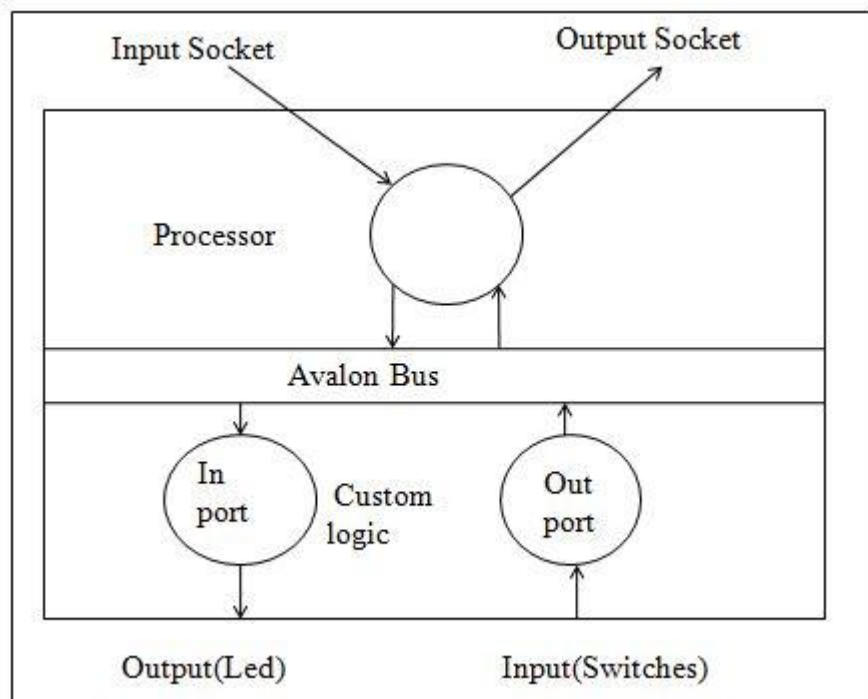 Input Socket
Output Socket
Processor
Avalon Bus
In
port
Custom
logic
Out
port
Output(Led)
Input(Switches)